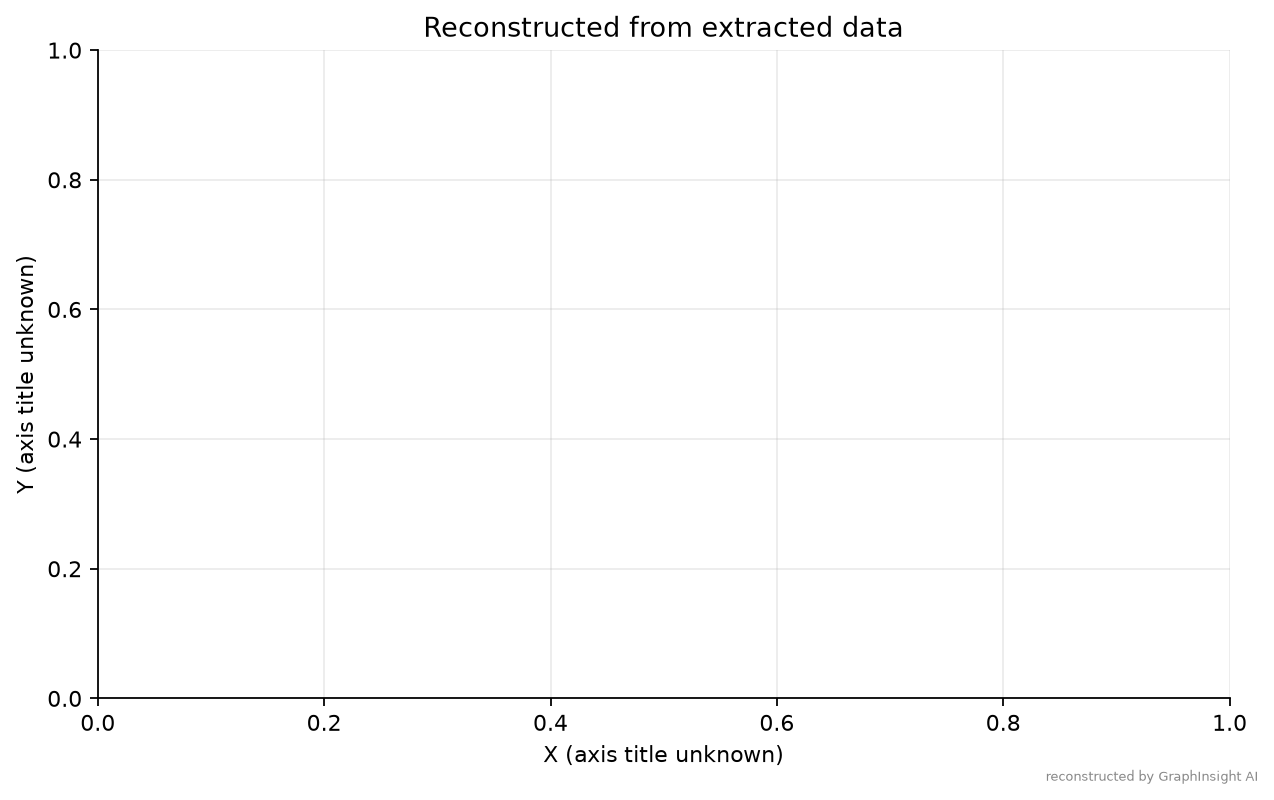 Reconstructed from extracted data
1.0
0.8
0.6
0.4
0.2
0.0
Y (axis title unknown)
0.0 0.2 0.4 0.6 0.8 1.0
X (axis title unknown)
reconstructed by GraphInsight AI